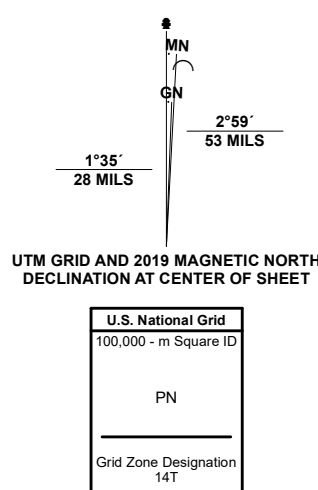 MN
GN
2°59´
53 MILS
1°35´
28 MILS
UTM GRID AND 2019 MAGNETIC NORTH
DECLINATION AT CENTER OF SHEET
U.S. National Grid
100,000 - m Square ID
PN
Grid Zone Designation
14T